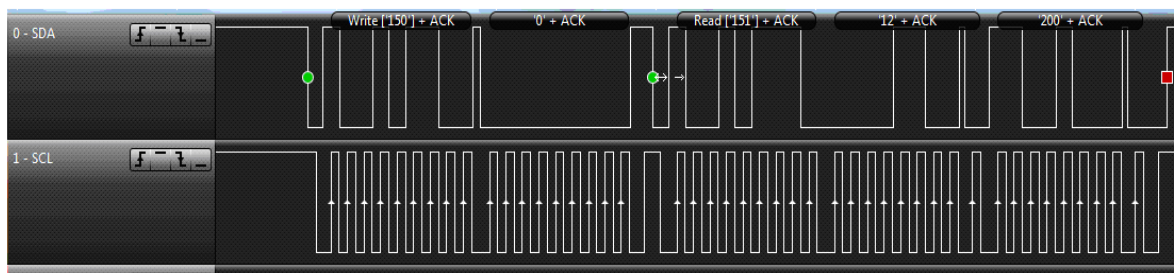 Write ['150'] + ACK '0' + ACK Read ['151'] + ACK '12' + ACK '200' + ACK
0 - SDA
1 - SCL